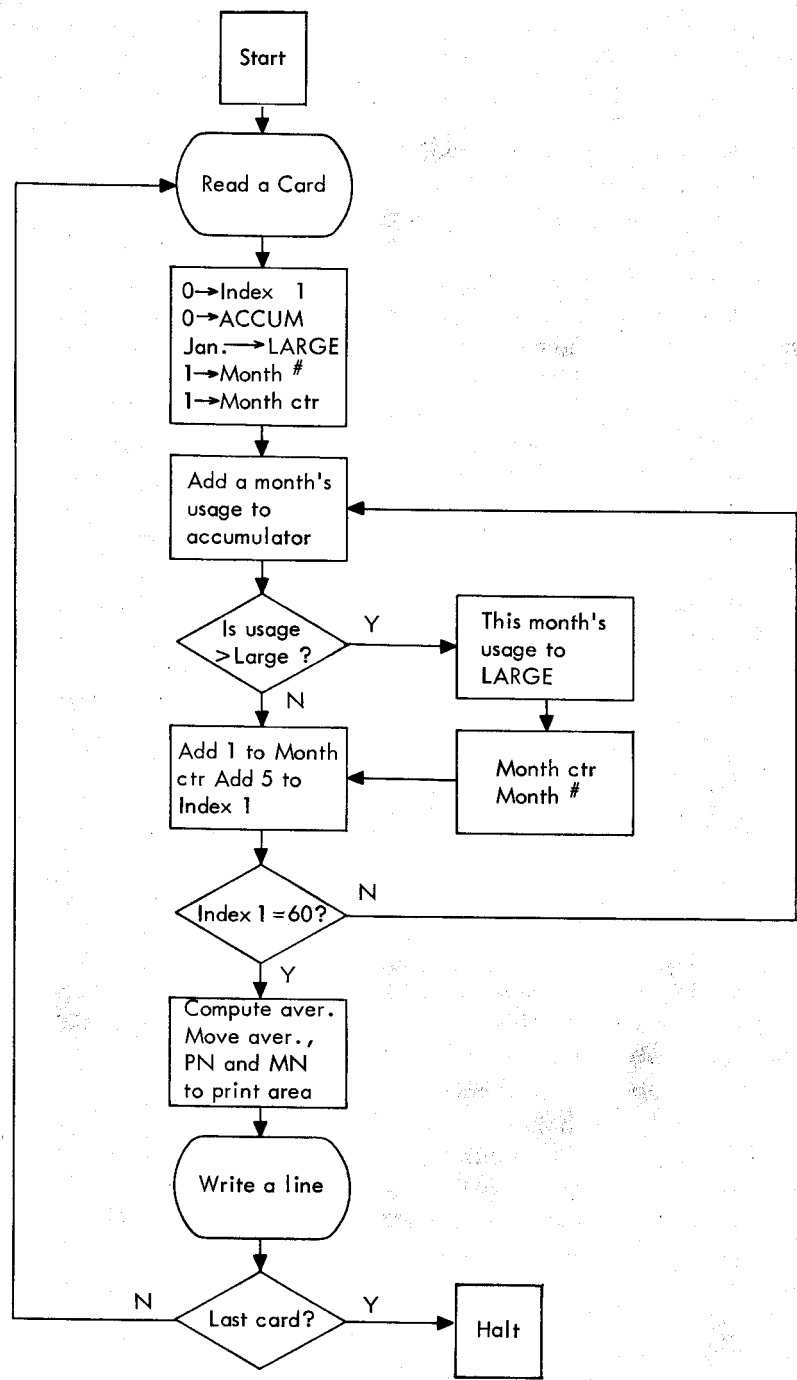 Start
Read a Card
0→Index 1
0→ACCUM
Jan.→LARGE
1→Month #
1→Month ctr
Add a month's
usage to
accumulator
Is usage
>Large ?
Y
This month's
usage to
LARGE
N
Add 1 to Month
ctr Add 5 to
Index 1
Month ctr
Month #
Index 1 =60?
N
Y
Compute aver.
Move aver.,
PN and MN
to print area
Write a line
N
Last card?
Y
Halt